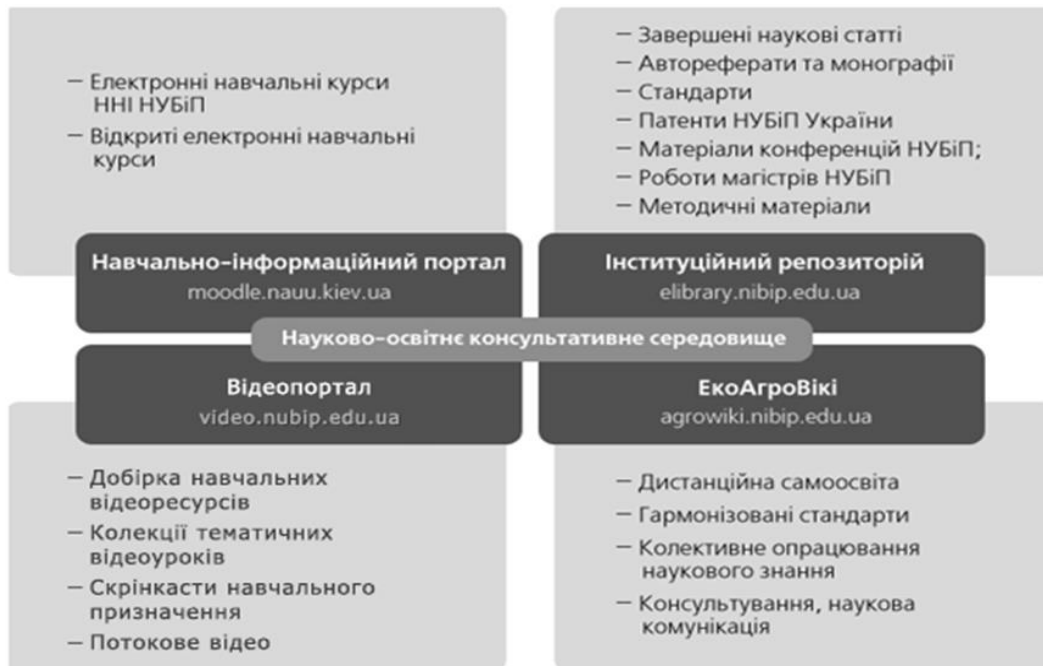 – Електронні навчальні курси
ННІ НУБіП
– Відкриті електронні навчальні
курси
– Завершені наукові статті
– Автореферати та монографії
– Стандарти
– Патенти НУБіП України
– Матеріали конференцій НУБіП;
– Роботи магістрів НУБіП
– Методичні матеріали
Навчально-інформаційний портал
moodle.nauu.kiev.ua
Інституційний репозиторій
elibrary.nibip.edu.ua
Науково-освітнє консультативне середовище
Відеопортал
video.nubip.edu.ua
ЕкоАгроВікі
agrowiki.nibip.edu.ua
– Добірка навчальних
відеоресурсів
– Колекції тематичних
відеоуроків
– Скрінкасти навчального
призначення
– Потокове відео
– Дистанційна самоосвіта
– Гармонізовані стандарти
– Колективне опрацювання
наукового знання
– Консультування, наукова
комунікація